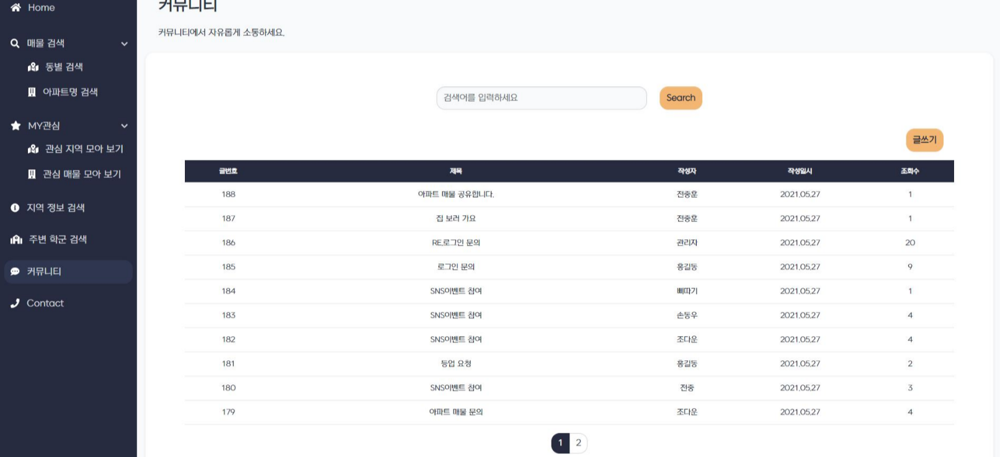 Home
매물 검색
동별 검색
아파트명 검색
MY관심
관심 지역 모아 보기
관심 매물 모아 보기
지역 정보 검색
주변 학군 검색
커뮤니티
Contact
커뮤니티
커뮤니티에서 자유롭게 소통하세요.
검색어를 입력하세요 Search
글쓰기
글번호 제목 작성자 작성일시 조회수
188 아파트 매물 공유합니다. 전중훈 2021.05.27 1
187 집 보러 가요 전중훈 2021.05.27 1
186 RE.로그인 문의 관리자 2021.05.27 20
185 로그인 문의 홍길동 2021.05.27 9
184 SNS이벤트 참여 삐따기 2021.05.27 1
183 SNS이벤트 참여 손동우 2021.05.27 4
182 SNS이벤트 참여 조다운 2021.05.27 4
181 등업 요청 홍길동 2021.05.27 2
180 SNS이벤트 참여 전중 2021.05.27 3
179 아파트 매물 문의 조다운 2021.05.27 4
1 2